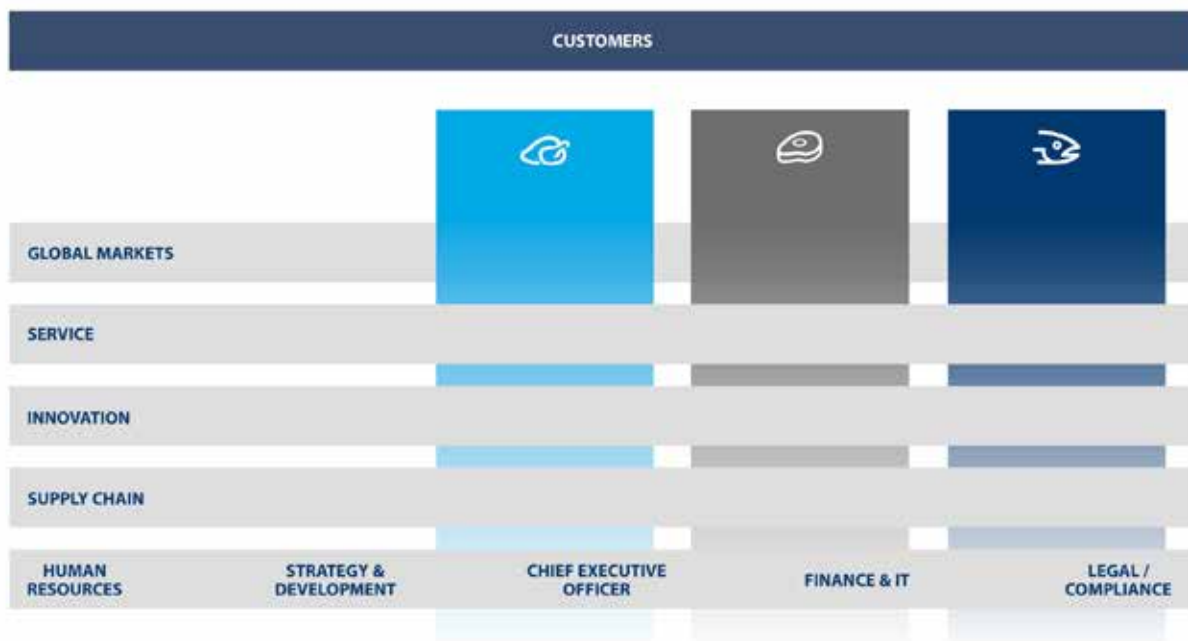 CUSTOMERS
GLOBAL MARKETS
SERVICE
INNOVATION
SUPPLY CHAIN
HUMAN
RESOURCES
STRATEGY &
DEVELOPMENT
CHIEF EXECUTIVE
OFFICER
FINANCE & IT
LEGAL /
COMPLIANCE